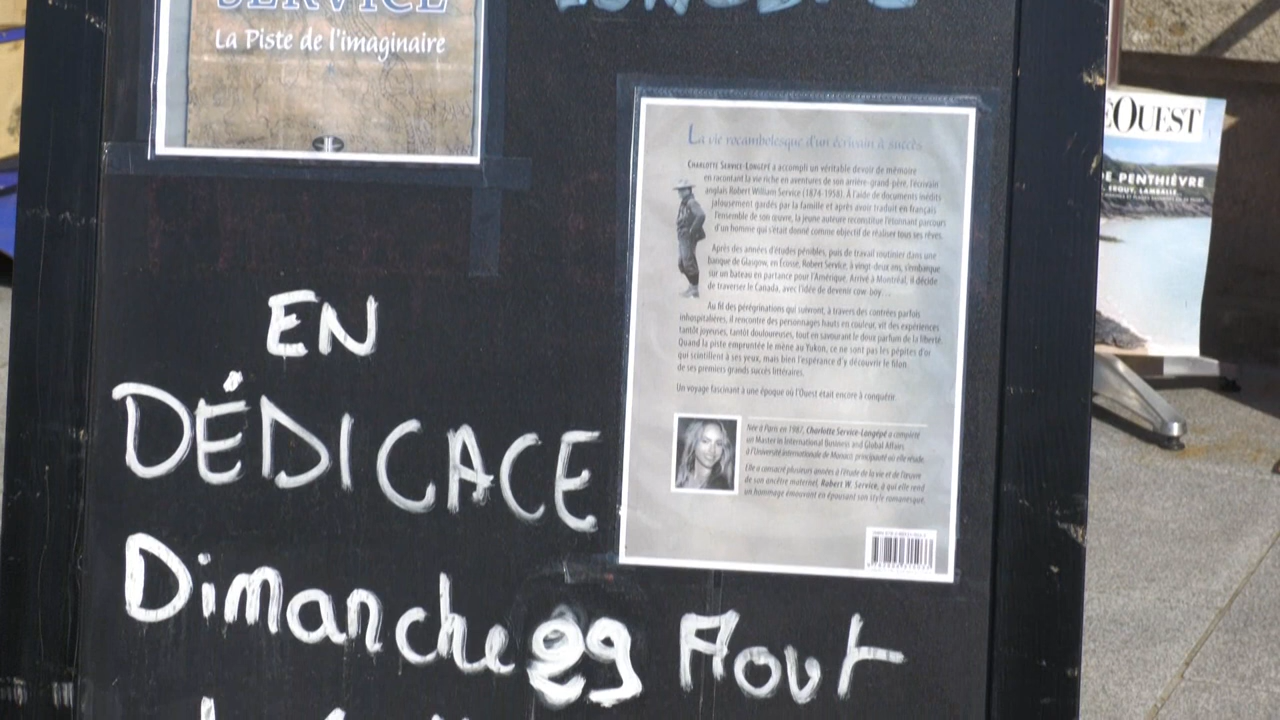 SERVICE
La Piste de l'imaginaire
La vie rocambolesque d'un écrivain à succès
CHARLOTTE SERVICE-LONGÉPÉ a accompli un véritable devoir de mémoire
en racontant la vie riche en aventures de son arrière-grand-père, l'écrivain
anglais Robert William Service (1874-1958). À l'aide de documents inédits
jalousement gardés par la famille et après avoir traduit en français
l'ensemble de son œuvre, la jeune auteure reconstitue l'étonnant parcours
d'un homme qui s'était donné comme objectif de réaliser tous ses rêves.
Après des années d'études pénibles, puis de travail routinier dans une
banque de Glasgow, en Écosse, Robert Service, à vingt-deux ans, s'embarque
sur un bateau en partance pour l'Amérique. Arrivé à Montréal, il décide
de traverser le Canada, avec l'idée de devenir cow-boy…
Au fil des pérégrinations qui suivront, à travers des contrées parfois
inhospitalières, il rencontre des personnages hauts en couleur, vit des expériences
tantôt joyeuses, tantôt douloureuses, tout en savourant le doux parfum de la liberté.
Quand la piste empruntée le mène au Yukon, ce ne sont pas les pépites d'or
qui scintillent à ses yeux, mais bien l'espérance d'y découvrir le filon
de ses premiers grands succès littéraires.
Un voyage fascinant à une époque où l'Ouest était encore à conquérir.
Née à Paris en 1987, Charlotte Service-Longépé a complété
un Master in International Business and Global Affairs
à l'Université internationale de Monaco, principauté où elle réside.
Elle a consacré plusieurs années à l'étude de la vie et de l'œuvre
de son ancêtre maternel, Robert W. Service, à qui elle rend
un hommage émouvant en épousant son style romanesque.
EN
DÉDICACE
Dimanche 29 Aout
OUEST
PENTHIÈVRE
ERQUY, LAMBALLE